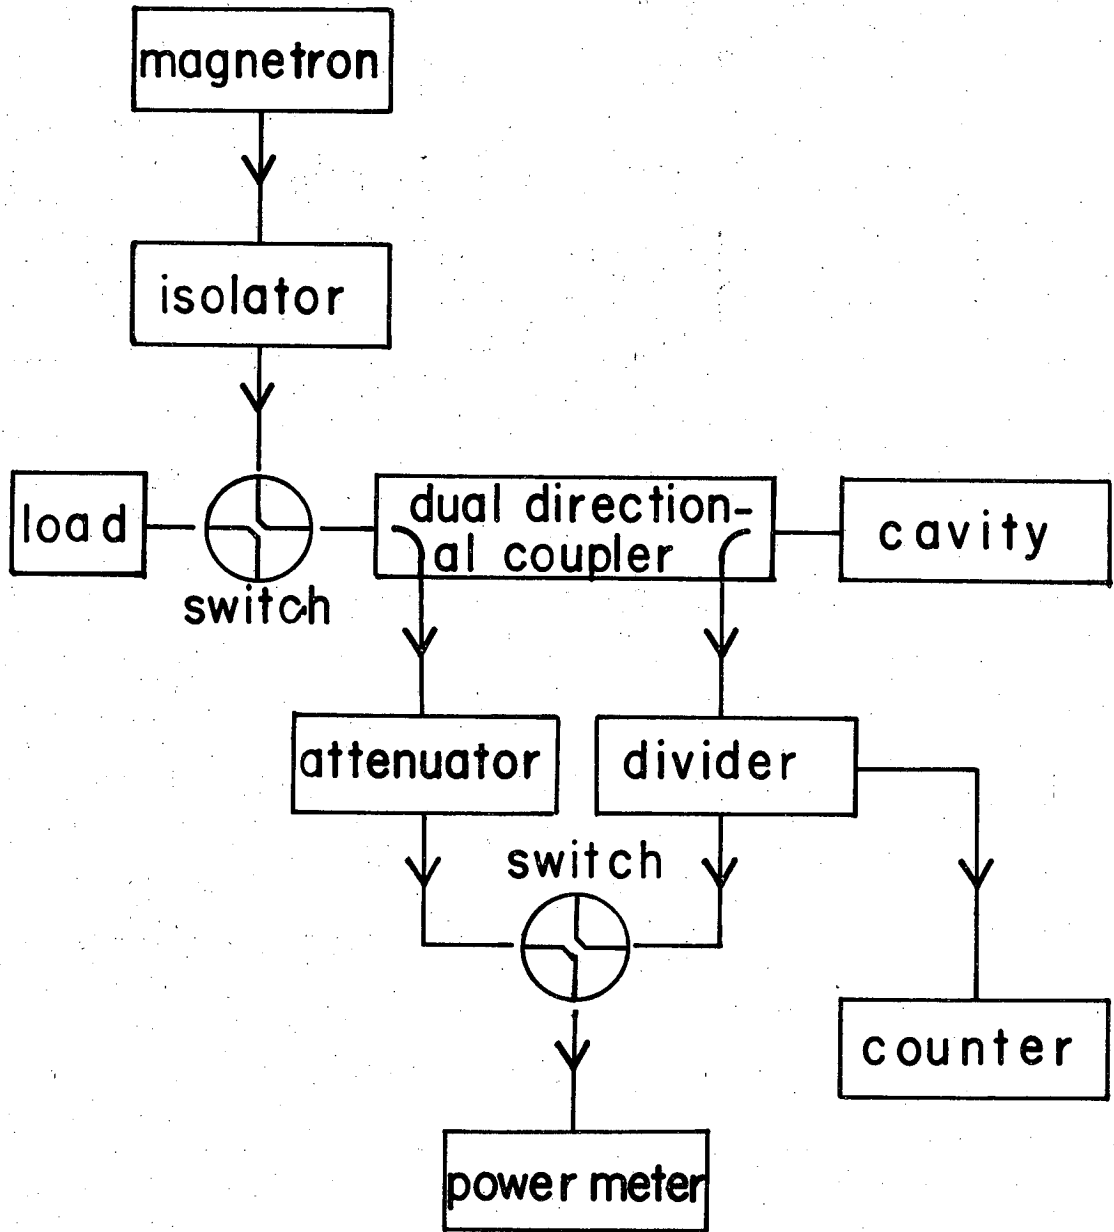 magnetron
isolator
load
dual direction-
al coupler
cavity
switch
attenuator
divider
switch
counter
power meter